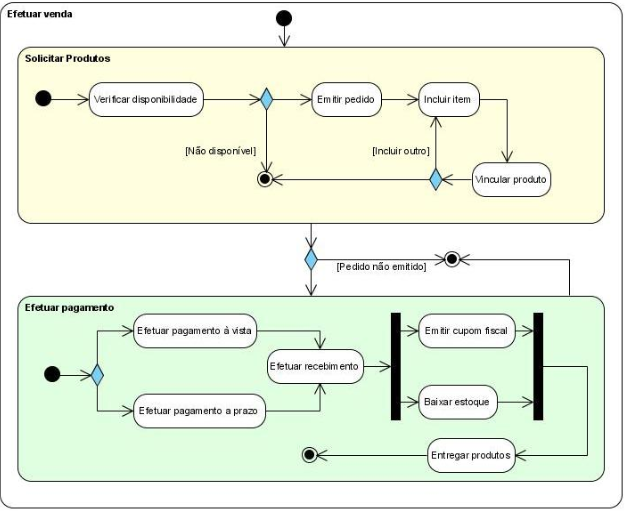 Efetuar venda
Solicitar Produtos
Verificar disponibilidade
Emitir pedido
Incluir item
[Não disponível]
[Incluir outro]
Vincular produto
[Pedido não emitido]
Efetuar pagamento
Efetuar pagamento à vista
Emitir cupom fiscal
Efetuar recebimento
Efetuar pagamento a prazo
Baixar estoque
Entregar produtos